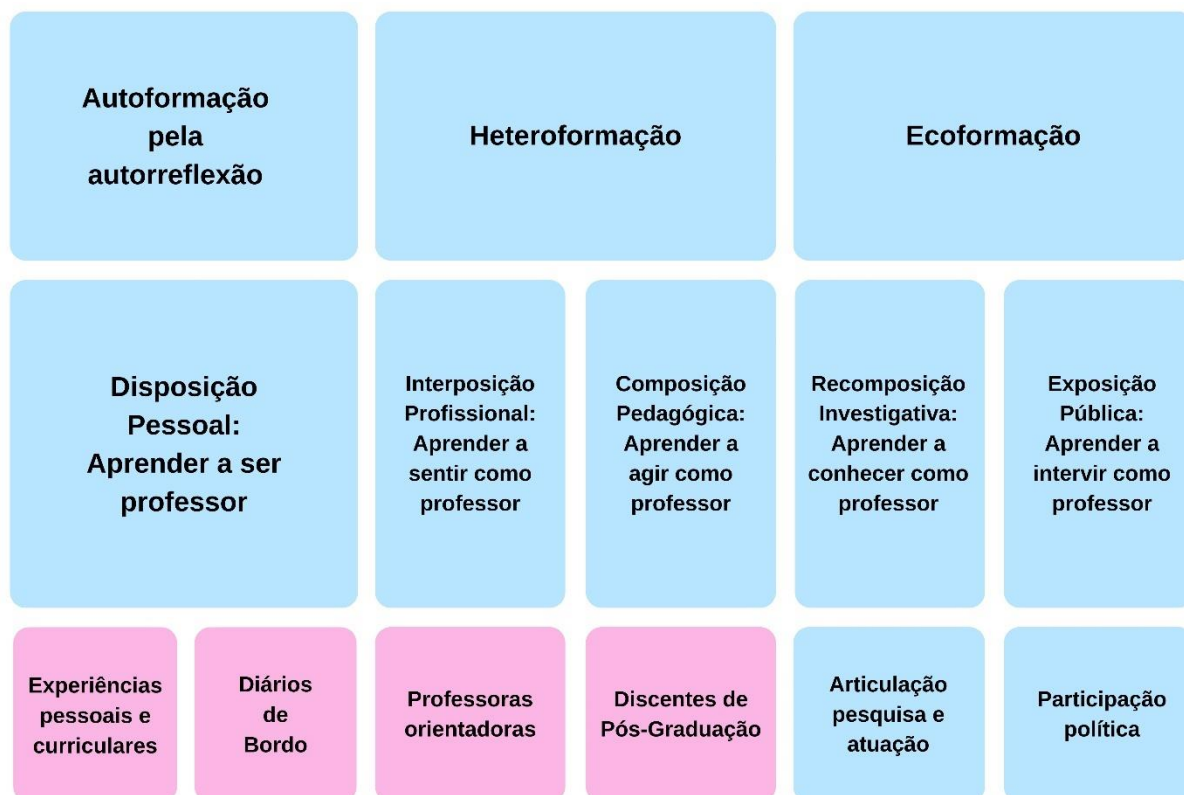 Autoformação
pela
autorreflexão
Heteroformação
Ecoformação
Disposição
Pessoal:
Aprender a ser
professor
Interposição
Profissional:
Aprender a
sentir como
professor
Composição
Pedagógica:
Aprender a
agir como
professor
Recomposição
Investigativa:
Aprender a
conhecer como
professor
Exposição
Pública:
Aprender a
intervir como
professor
Experiências
pessoais e
curriculares
Diários
de
Bordo
Professoras
orientadoras
Discentes de
Pós-Graduação
Articulação
pesquisa e
atuação
Participação
política